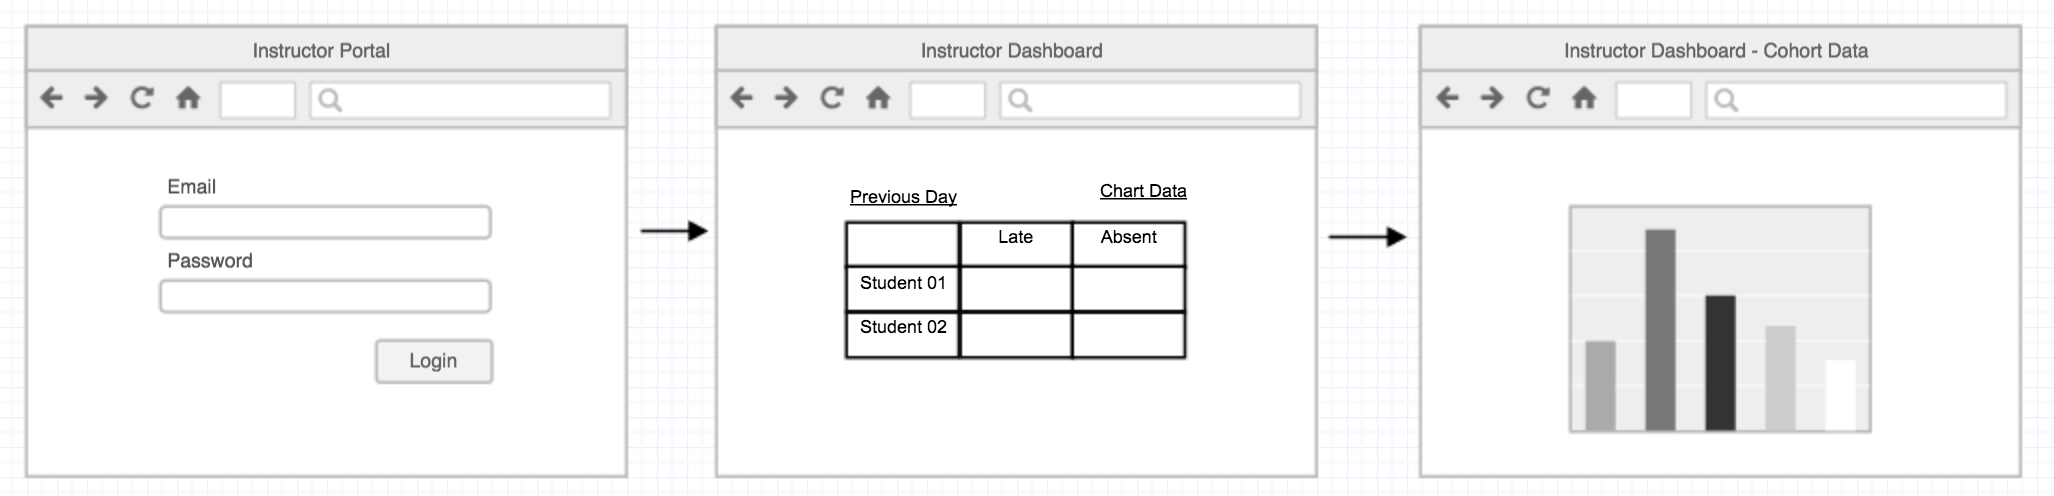 Instructor Portal
Email
Password
Login
Instructor Dashboard
Previous Day
Chart Data
Late
Absent
Student 01
Student 02
Instructor Dashboard - Cohort Data